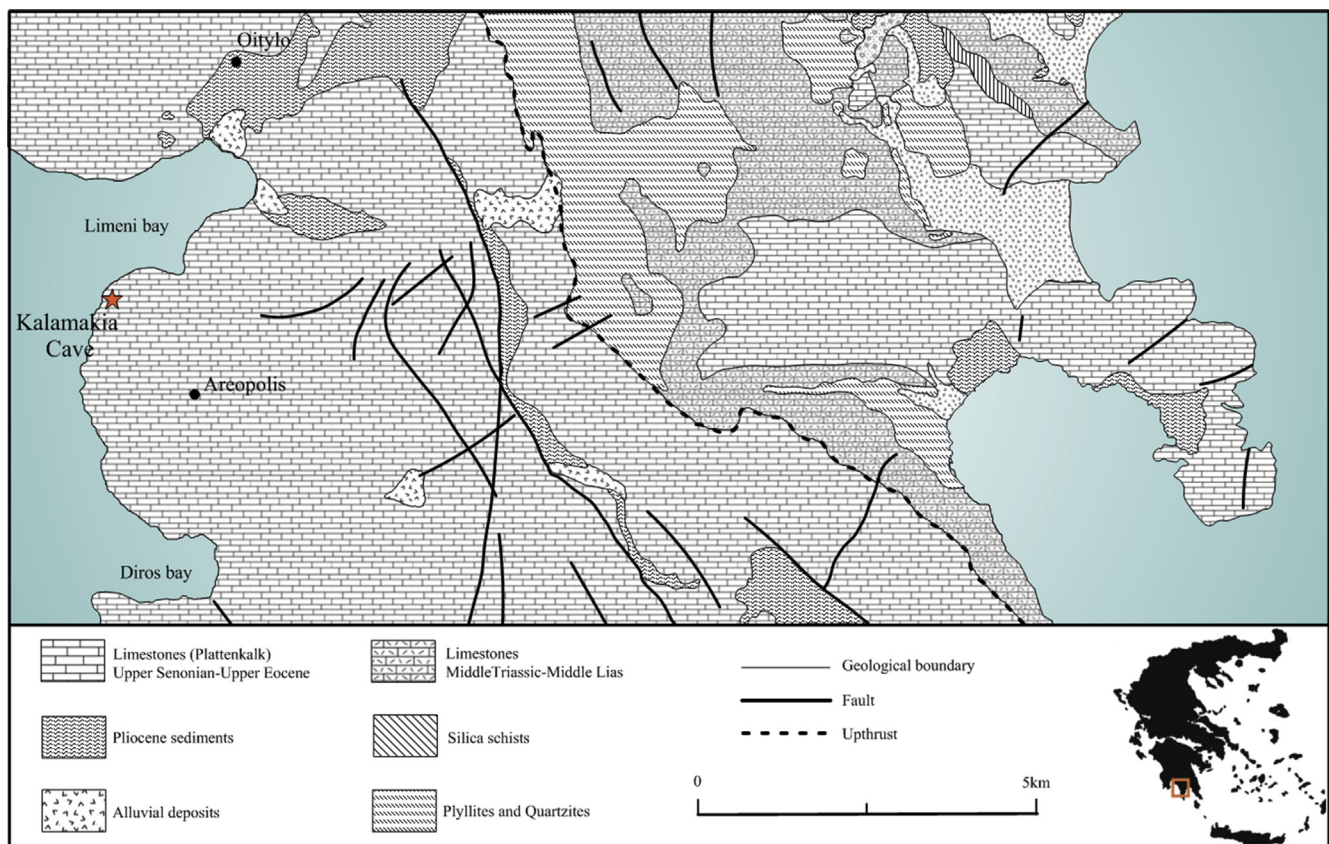 Oitylo
Limeni bay
Kalamakia
Cave
Areopolis
Diros bay
Limestones (Plattenkalk)
Upper Senonian-Upper Eocene
Limestones
MiddleTriassic-Middle Lias
Geological boundary
Pliocene sediments
Silica schists
Fault
Upthrust
Alluvial deposits
Plyllites and Quartzites
0
5km